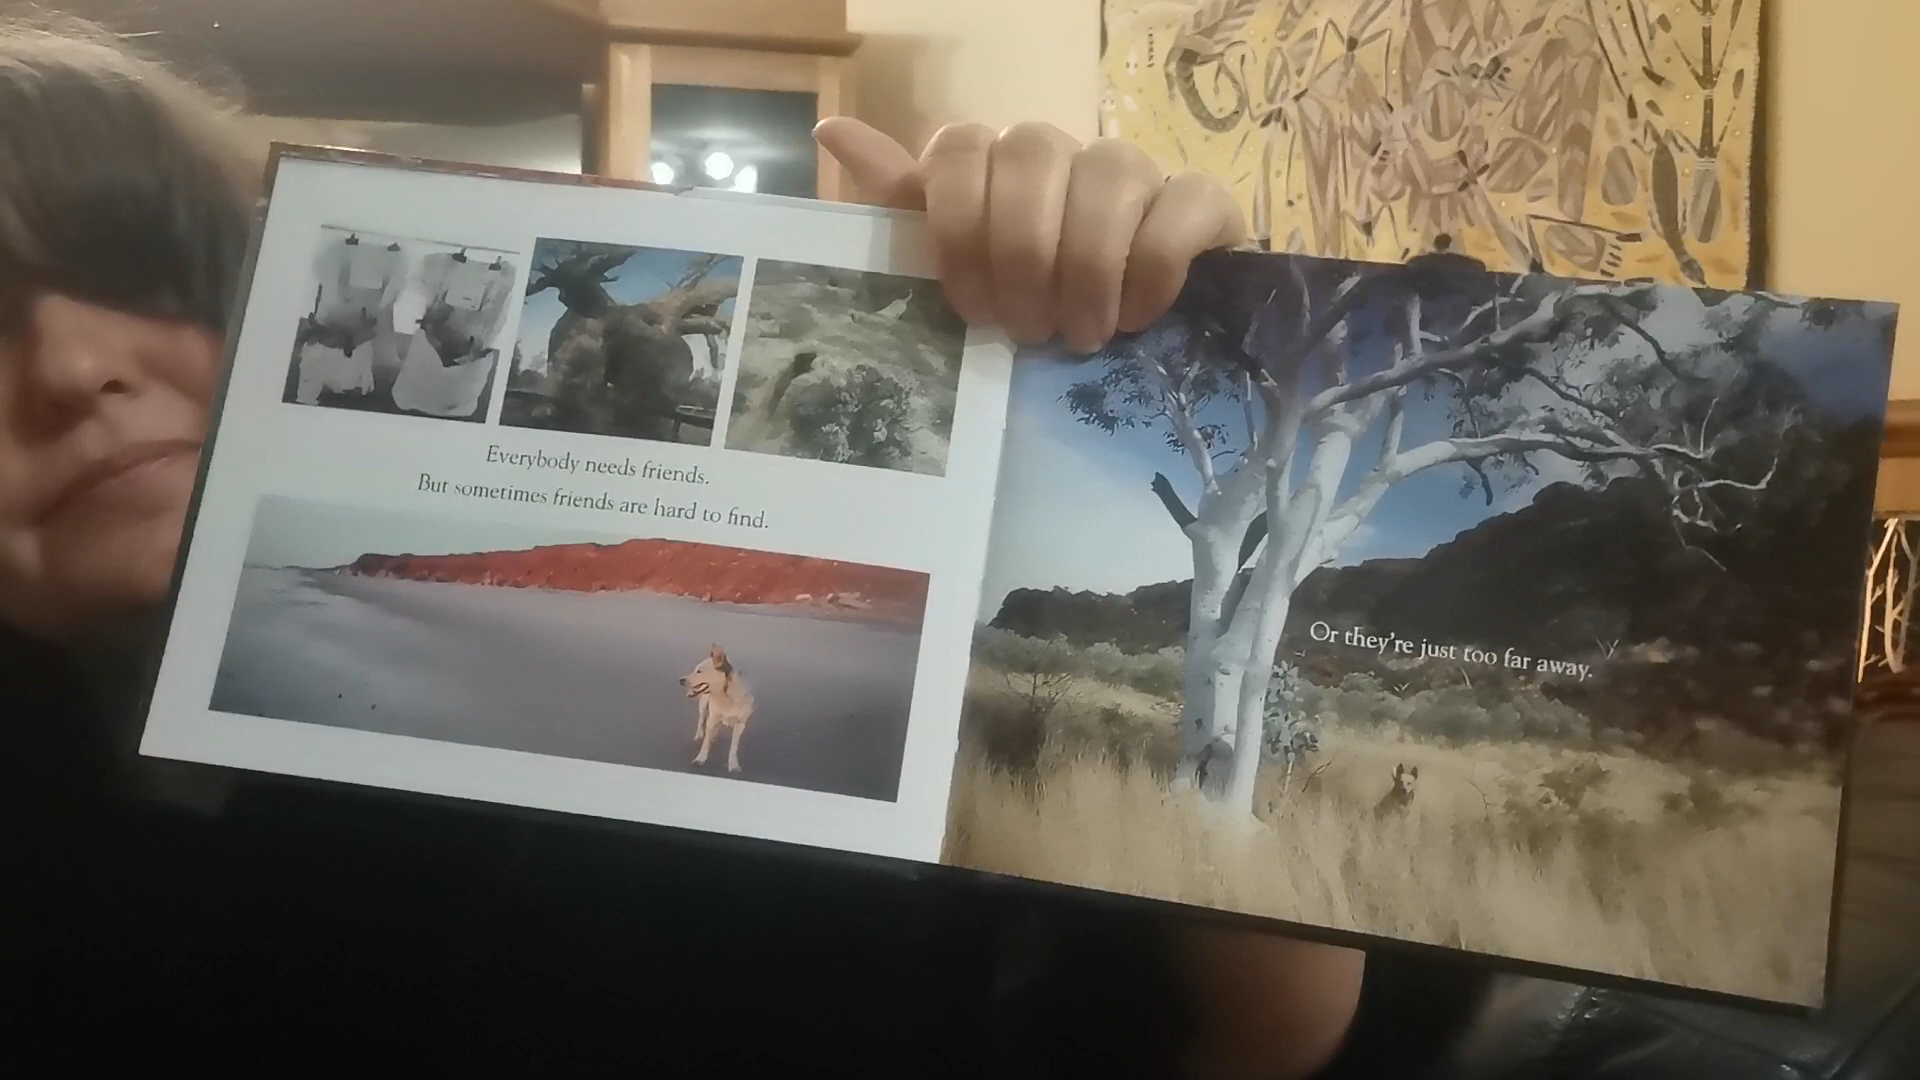 Everybody needs friends.
But sometimes friends are hard to find.
Or they're just too far away.